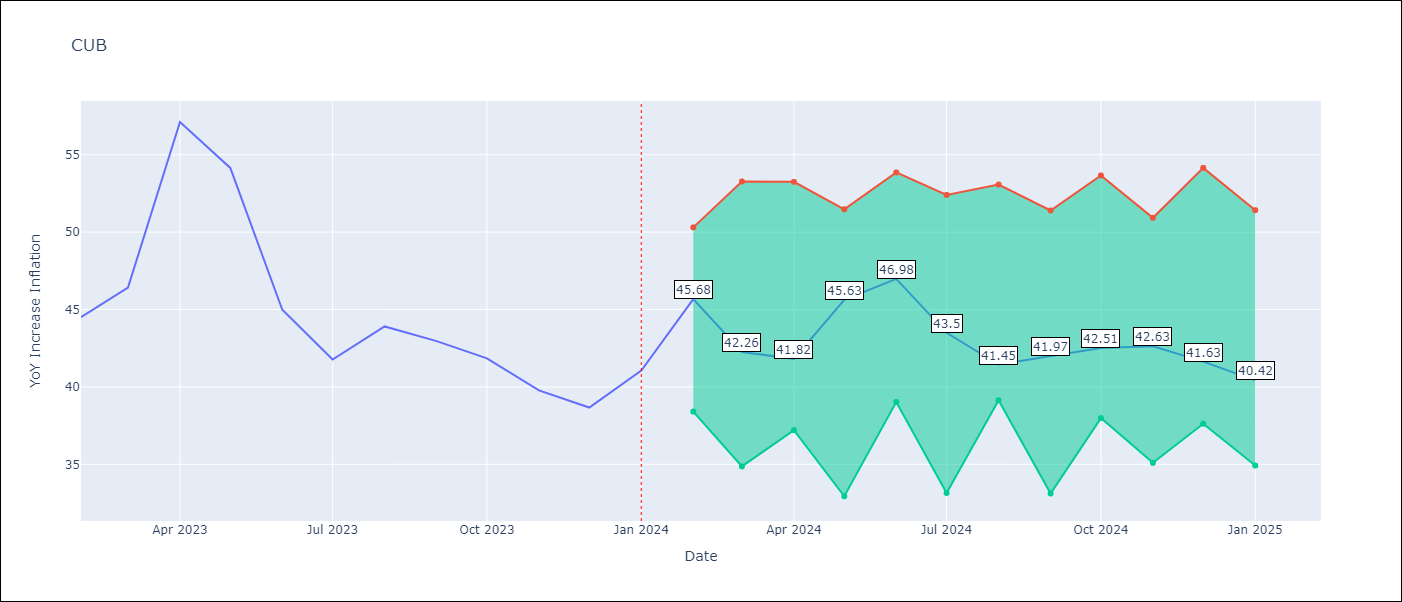 CUB
YoY Increase Inflation
55
50
45
40
35
45.68
42.26
41.82
45.63
46.98
43.5
41.45
41.97
42.51
42.63
41.63
40.42
Apr 2023
Jul 2023
Oct 2023
Jan 2024
Apr 2024
Jul 2024
Oct 2024
Jan 2025
Date